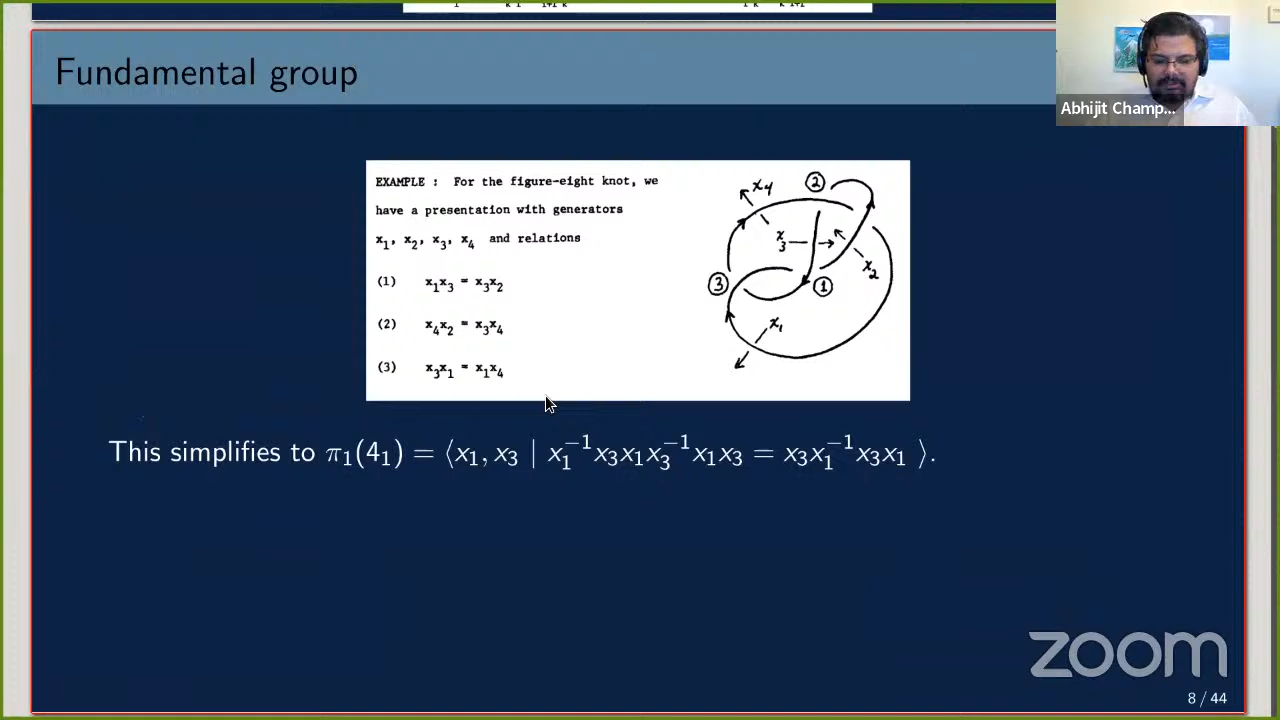 Fundamental group
Abhijit Champ...
EXAMPLE : For the figure-eight knot, we
have a presentation with generators
x₁, x₂, x₃, x₄ and relations
(1) x₁x₃ = x₃x₂
(2) x₄x₂ = x₃x₄
(3) x₃x₁ = x₁x₄
x₄ ②
x₃
x₂
③ ①
x₁
This simplifies to π₁(4₁) = ⟨x₁, x₃ | x₁⁻¹x₃x₁x₃⁻¹x₁x₃ = x₃x₁⁻¹x₃x₁ ⟩.
zoom
8 / 44